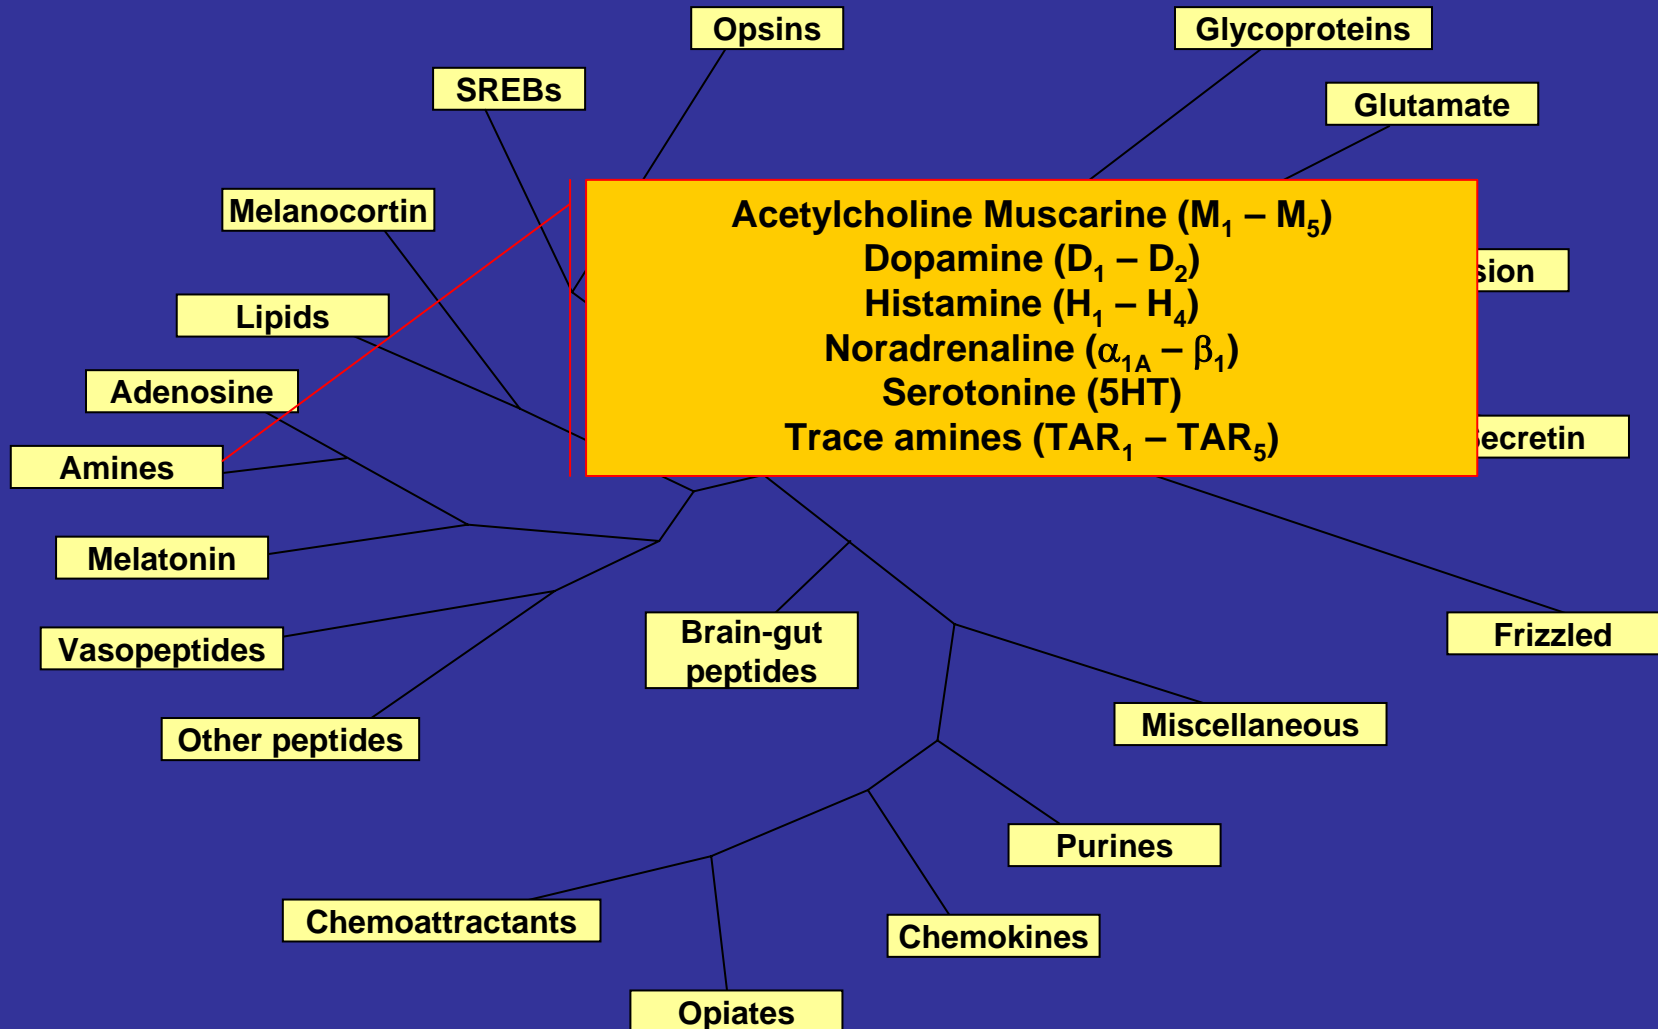 Opsins
Glycoproteins
SREBs
Glutamate
Melanocortin
Acetylcholine Muscarine (M₁ – M₅)
Dopamine (D₁ – D₂)
sion
Histamine (H₁ – H₄)
Lipids
Noradrenaline (α₁A – β₁)
Adenosine
Serotonine (5HT)
Trace amines (TAR₁ – TAR₅)
ecretin
Amines
Melatonin
Vasopeptides
Brain-gut
peptides
Frizzled
Other peptides
Miscellaneous
Purines
Chemoattractants
Chemokines
Opiates